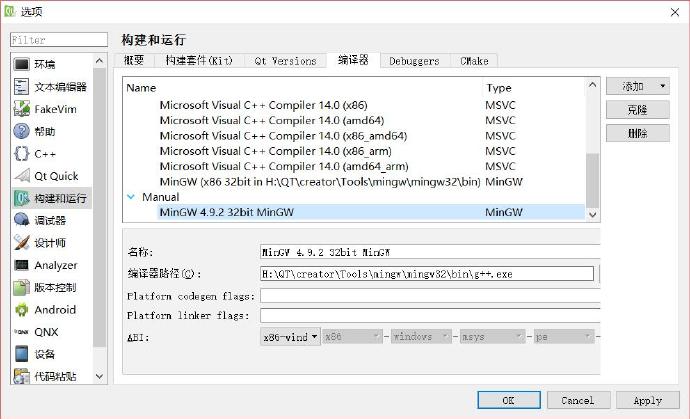 选项
Filter
环境
文本编辑器
FakeVim
帮助
C++
Qt Quick
构建和运行
调试器
设计师
Analyzer
版本控制
Android
QNX
设备
代码粘贴
构建和运行
概要 构建套件(Kit) Qt Versions 编译器 Debuggers CMake
Name Type
Microsoft Visual C++ Compiler 14.0 (x86) MSVC
Microsoft Visual C++ Compiler 14.0 (amd64) MSVC
Microsoft Visual C++ Compiler 14.0 (x86_amd64) MSVC
Microsoft Visual C++ Compiler 14.0 (x86_arm) MSVC
Microsoft Visual C++ Compiler 14.0 (amd64_arm) MSVC
MinGW (x86 32bit in H:\QT\creator\Tools\mingw\mingw32\bin) MinGW
Manual
MinGW 4.9.2 32bit MinGW MinGW
添加
克隆
删除
名称: MinGW 4.9.2 32bit MinGW
编译器路径(C): H:\QT\creator\Tools\mingw\mingw32\bin\g++.exe
Platform codegen flags:
Platform linker flags:
ABI: x86-wind x86 - windows - msys - pe -
OK Cancel Apply